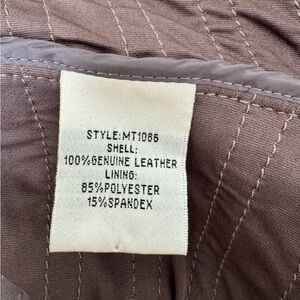 STYLE:MT1086
SHELL:
100%GENUINE LEATHER
LINING:
85%POLYESTER
15%SPANDEX